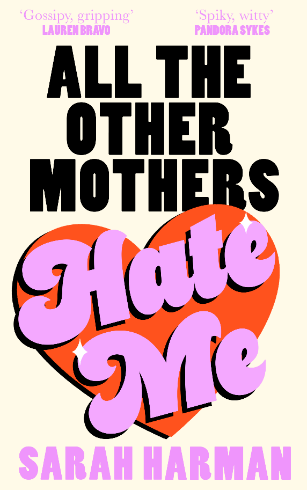 ‘Gossipy, gripping’
LAUREN BRAVO
‘Spiky, witty’
PANDORA SYKES
ALL THE
OTHER
MOTHERS
Hate
Me
SARAH HARMAN